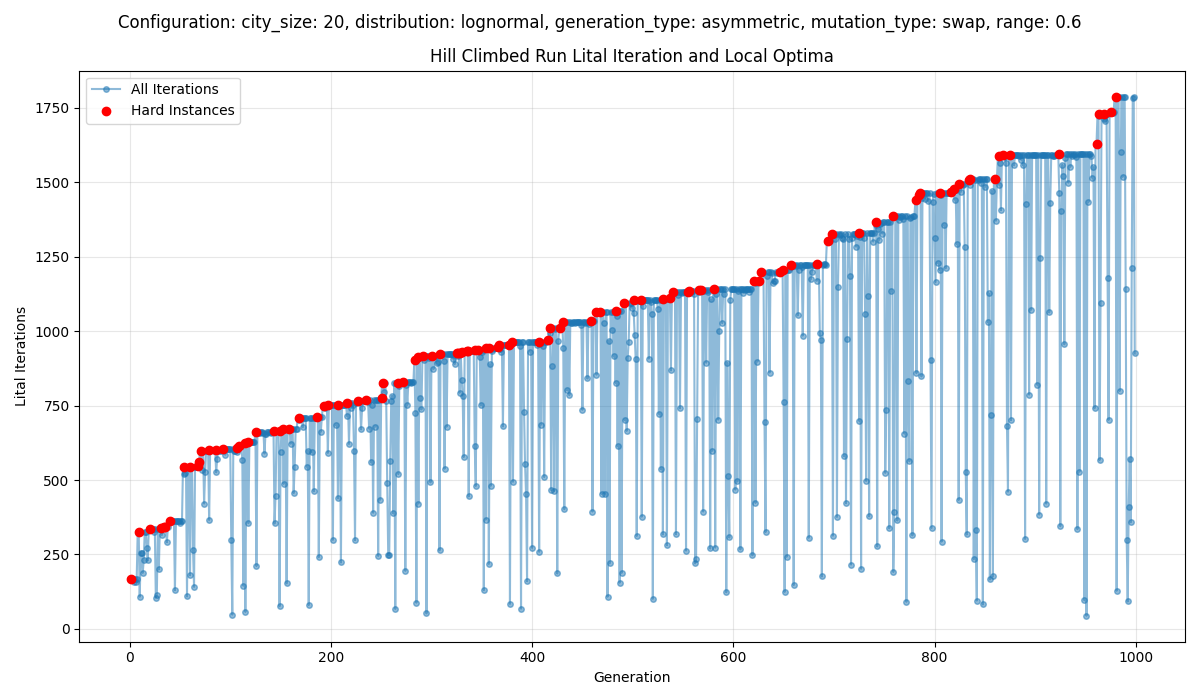 Configuration: city_size: 20, distribution: lognormal, generation_type: asymmetric, mutation_type: swap, range: 0.6
Hill Climbed Run Lital Iteration and Local Optima
All Iterations
Hard Instances
1750
1500
1250
1000
750
500
250
0
Lital Iterations
0 200 400 600 800 1000
Generation